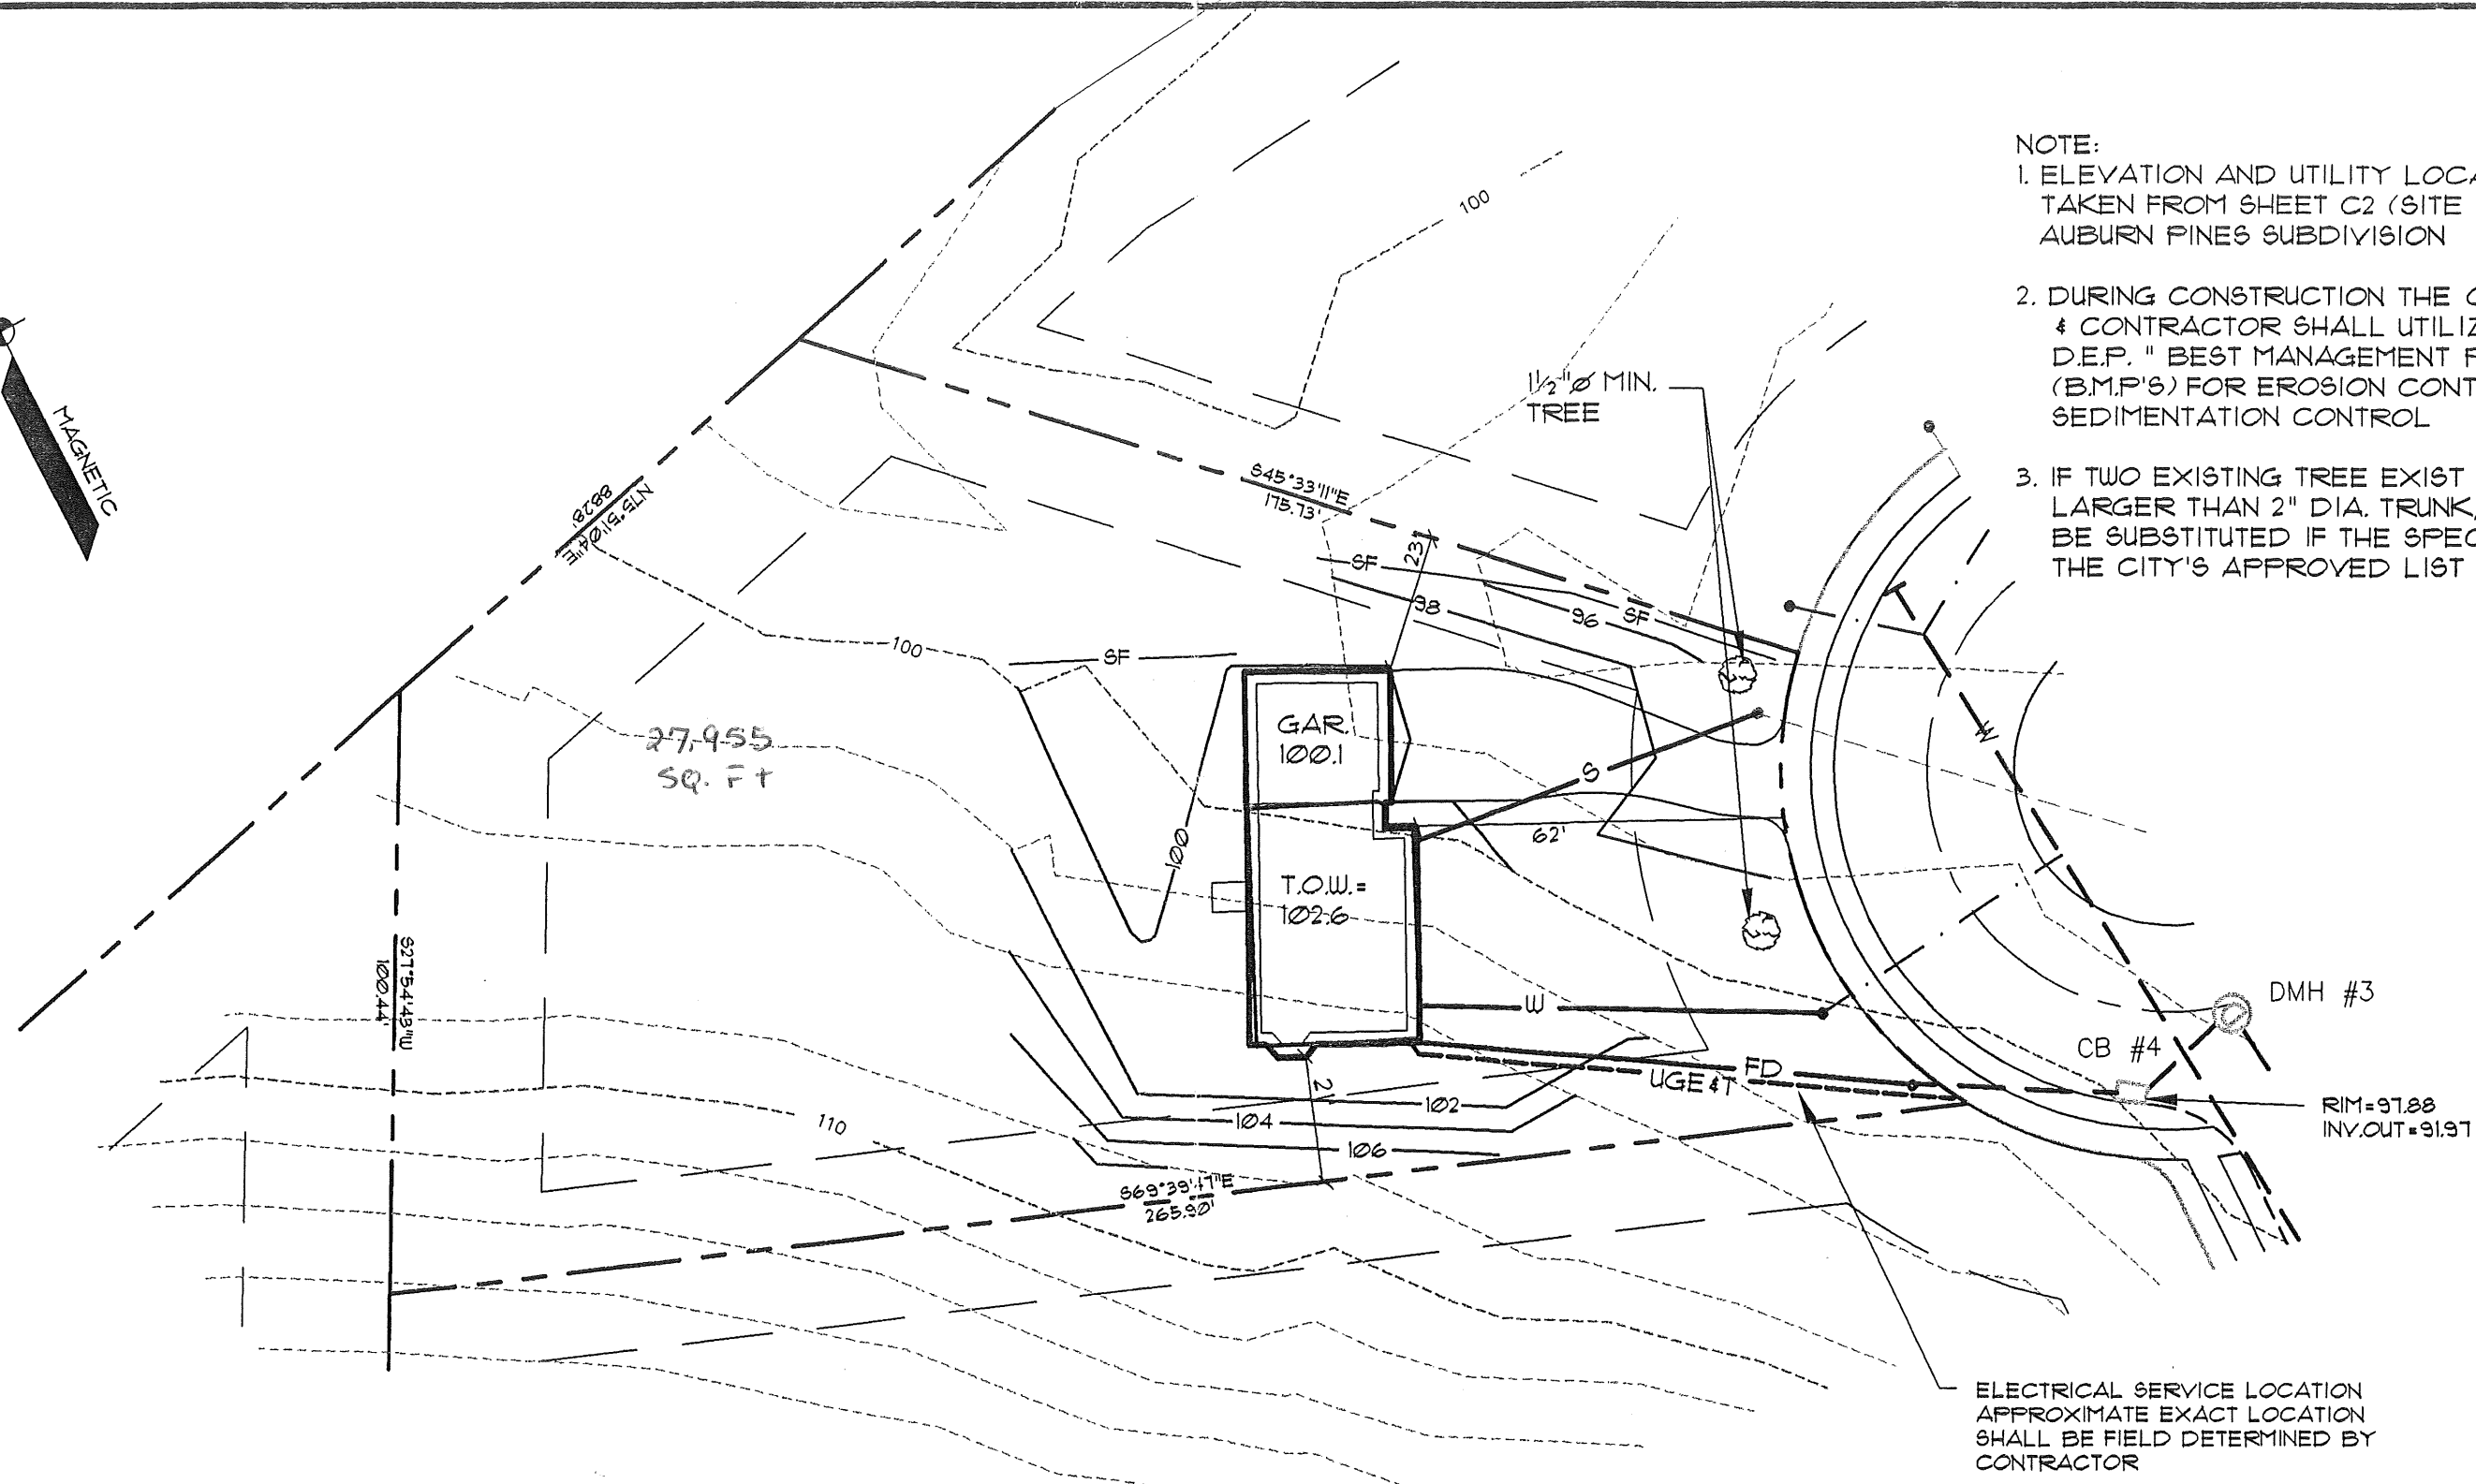 NOTE:
1. ELEVATION AND UTILITY LOCA
TAKEN FROM SHEET C2 (SITE
AUBURN PINES SUBDIVISION
2. DURING CONSTRUCTION THE
& CONTRACTOR SHALL UTILIZ
D.E.P. " BEST MANAGEMENT
(B.M.P'S) FOR EROSION CONT
SEDIMENTATION CONTROL
3. IF TWO EXISTING TREE EXIST
LARGER THAN 2" DIA. TRUNK,
BE SUBSTITUTED IF THE SPEC
THE CITY'S APPROVED LIST
MAGNETIC
100
1½"Ø MIN.
TREE
S45°33'11"E
175.73'
N75°51'04"E
88.28'
23'
SF
98
96
SF
100
SF
27,955
SQ. Ft
GAR.
100.1
S
W
62'
100
T.O.W.=
102.6
S27°54'43"W
100.44'
W
DMH #3
CB #4
FD
UGE&T
RIM=97.88
INV.OUT=91.97
2
102
104
106
110
S69°39'47"E
265.90'
ELECTRICAL SERVICE LOCATION
APPROXIMATE EXACT LOCATION
SHALL BE FIELD DETERMINED BY
CONTRACTOR